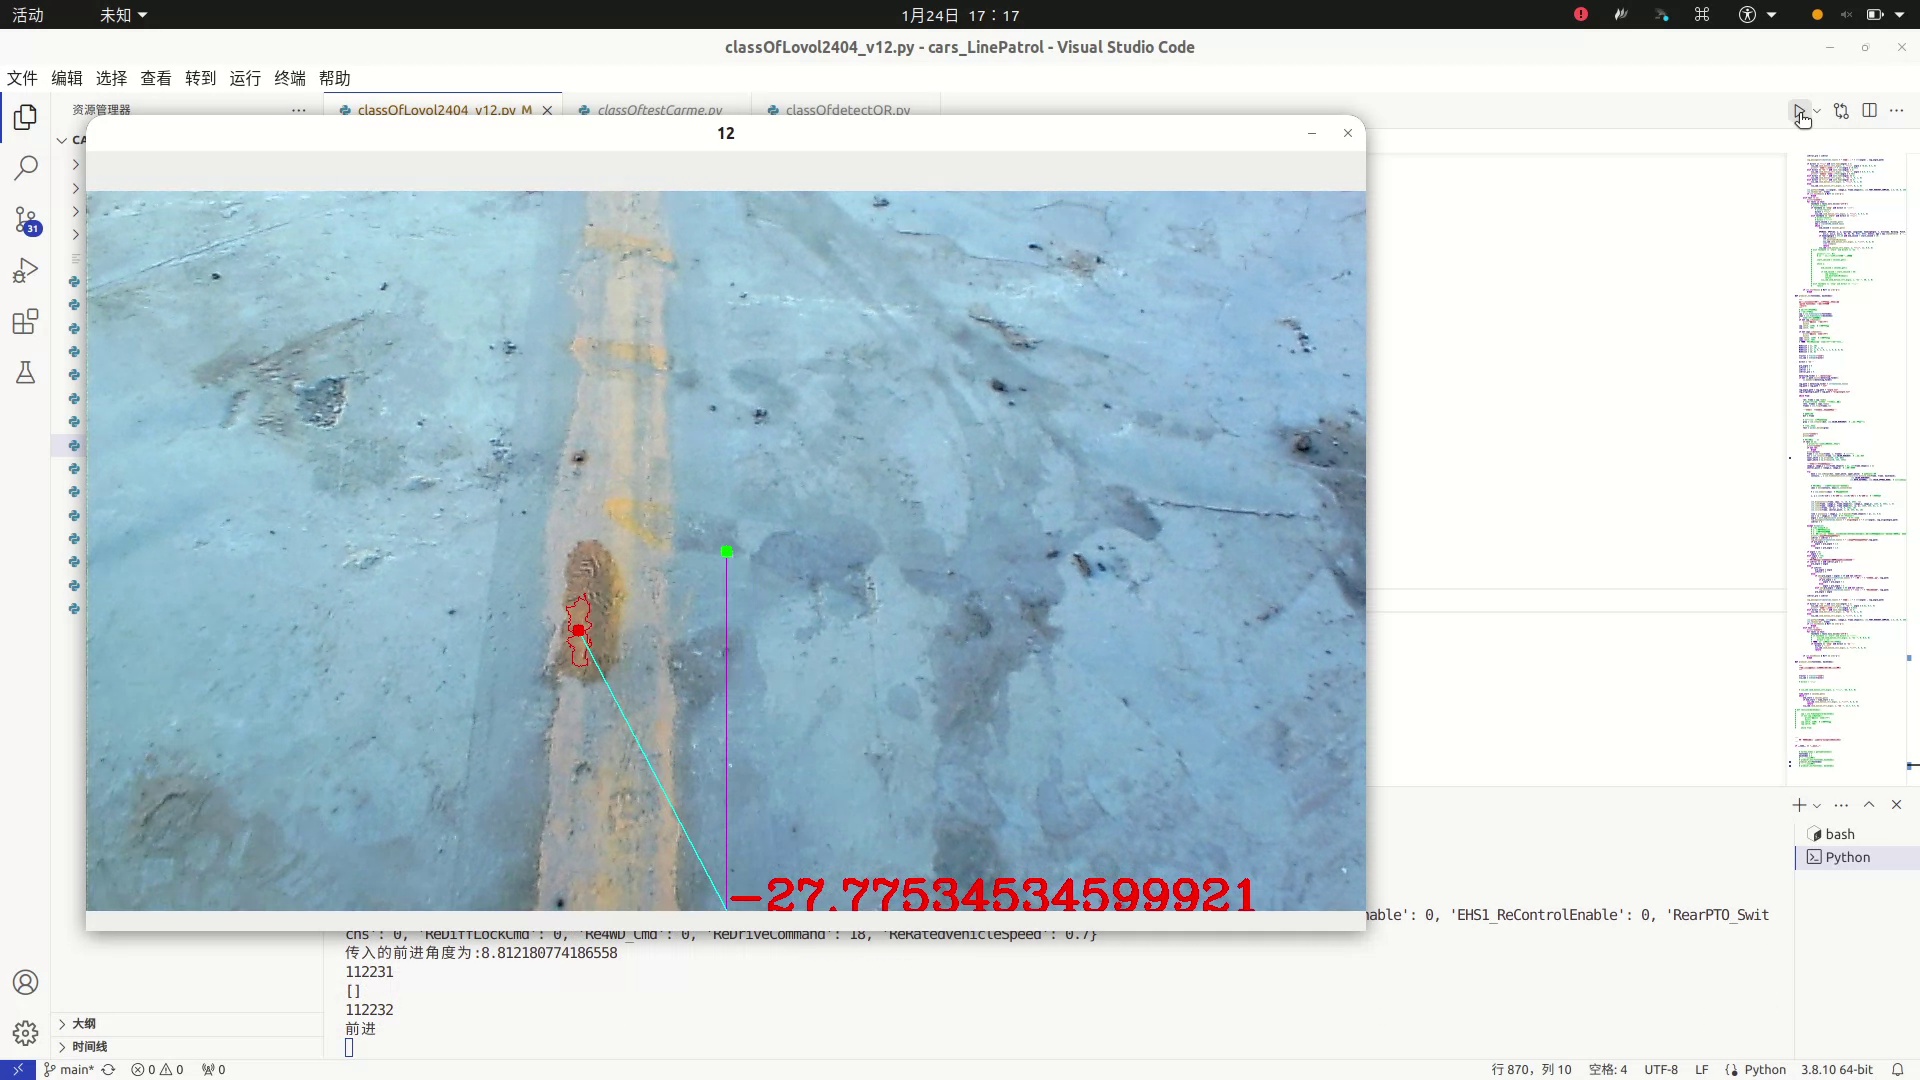 活动
未知
1月24日 17：17
classOfLovol2404_v12.py - cars_LinePatrol - Visual Studio Code
文件 编辑 选择 查看 转到 运行 终端 帮助
资源管理器
classOfLovol2404_v12.py M
classOftestCarme.py
classOfdetectQR.py
CA
12
31
-27.77534534599921
bash
Python
nable': 0, 'EHS1_ReControlEnable': 0, 'RearPTO_Swit
chs': 0, 'ReDiffLockCmd': 0, 'Re4WD_Cmd': 0, 'ReDriveCommand': 18, 'ReRatedVehicleSpeed': 0.7}
传入的前进角度为:8.812180774186558
112231
[]
112232
前进
大纲
时间线
main* 0 0 0
行 870，列 10 空格: 4 UTF-8 LF Python 3.8.10 64-bit